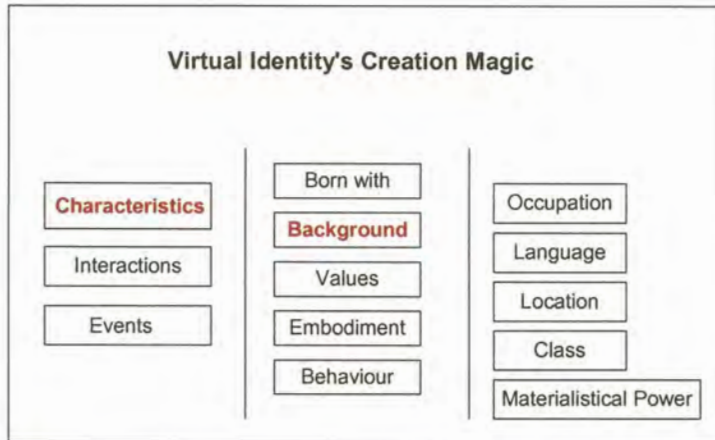 Virtual Identity's Creation Magic
Characteristics
Interactions
Events
Born with
Background
Values
Embodiment
Behaviour
Occupation
Language
Location
Class
Materialistical Power